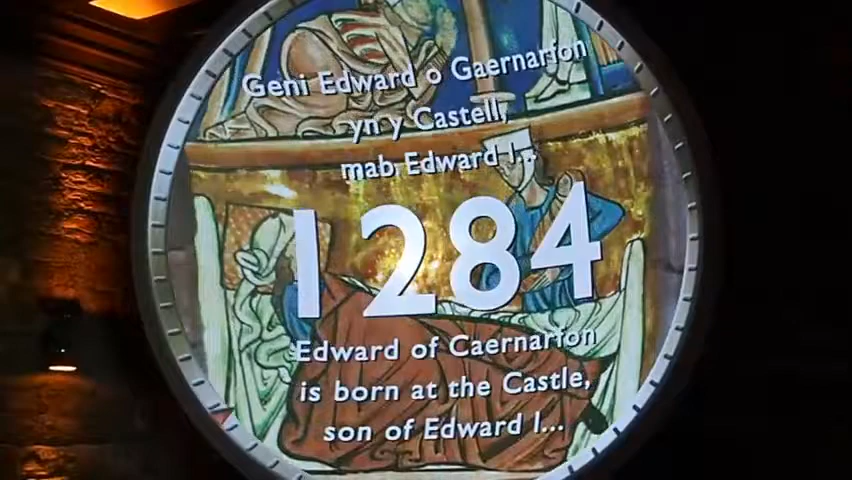 Geni Edward o Gaernarfon
yn y Castell,
mab Edward I...
1284
Edward of Caernarfon
is born at the Castle,
son of Edward I...